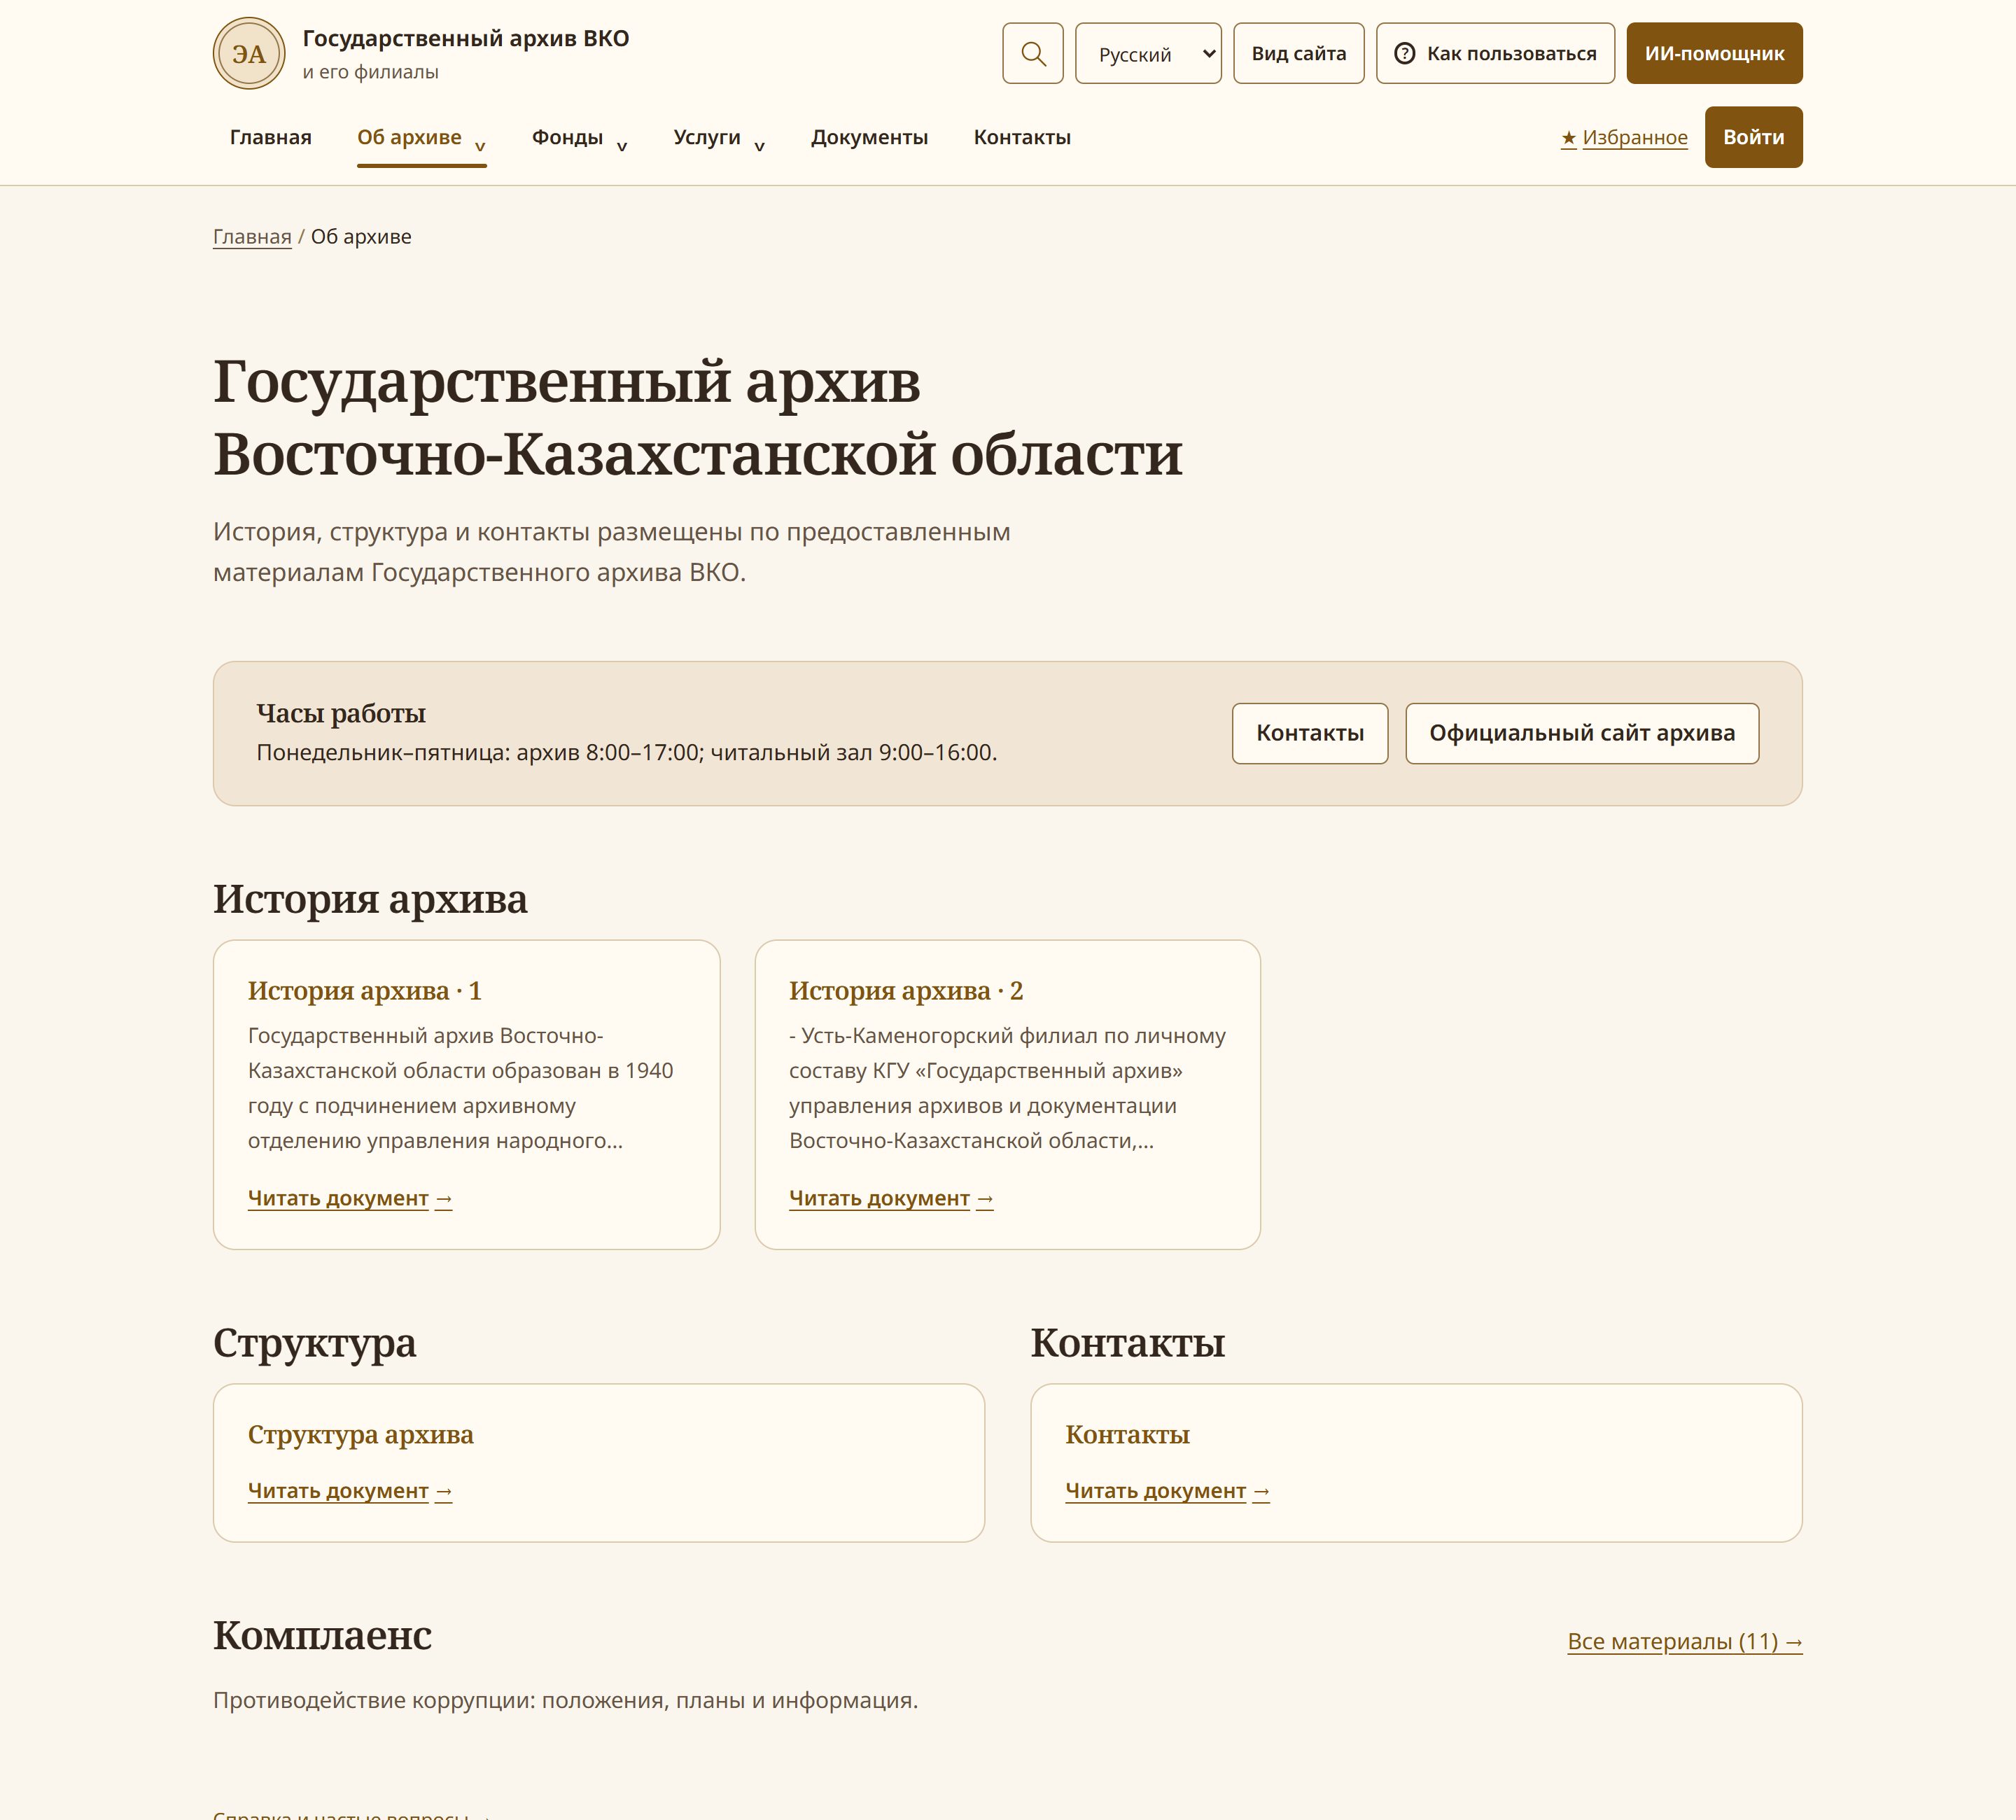 ЭА
Государственный архив ВКО
и его филиалы
Русский
Вид сайта
? Как пользоваться
ИИ-помощник
Главная
Об архиве
Фонды
Услуги
Документы
Контакты
★ Избранное
Войти
Главная / Об архиве
Государственный архив
Восточно-Казахстанской области
История, структура и контакты размещены по предоставленным
материалам Государственного архива ВКО.
Часы работы
Понедельник–пятница: архив 8:00–17:00; читальный зал 9:00–16:00.
Контакты
Официальный сайт архива
История архива
История архива · 1
Государственный архив Восточно-
Казахстанской области образован в 1940
году с подчинением архивному
отделению управления народного...
Читать документ →
История архива · 2
- Усть-Каменогорский филиал по личному
составу КГУ «Государственный архив»
управления архивов и документации
Восточно-Казахстанской области,...
Читать документ →
Структура
Структура архива
Читать документ →
Контакты
Контакты
Читать документ →
Комплаенс
Все материалы (11) →
Противодействие коррупции: положения, планы и информация.
Справка и частые вопросы →